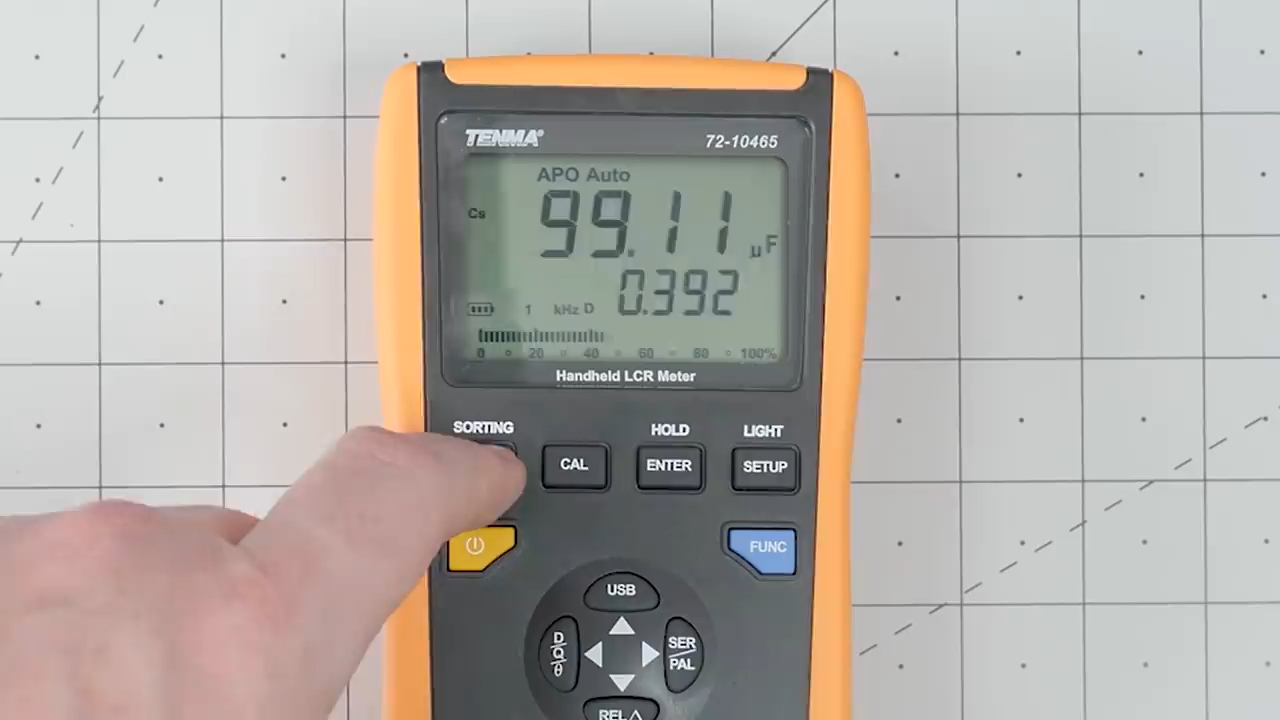 TENMA® 72-10465
APO Auto
Cs 99.11 µF
0.392
1 kHz D
0 20 40 60 80 100%
Handheld LCR Meter
SORTING HOLD LIGHT
CAL ENTER SETUP
FUNC
USB
D/Q/θ SER/PAL
REL△